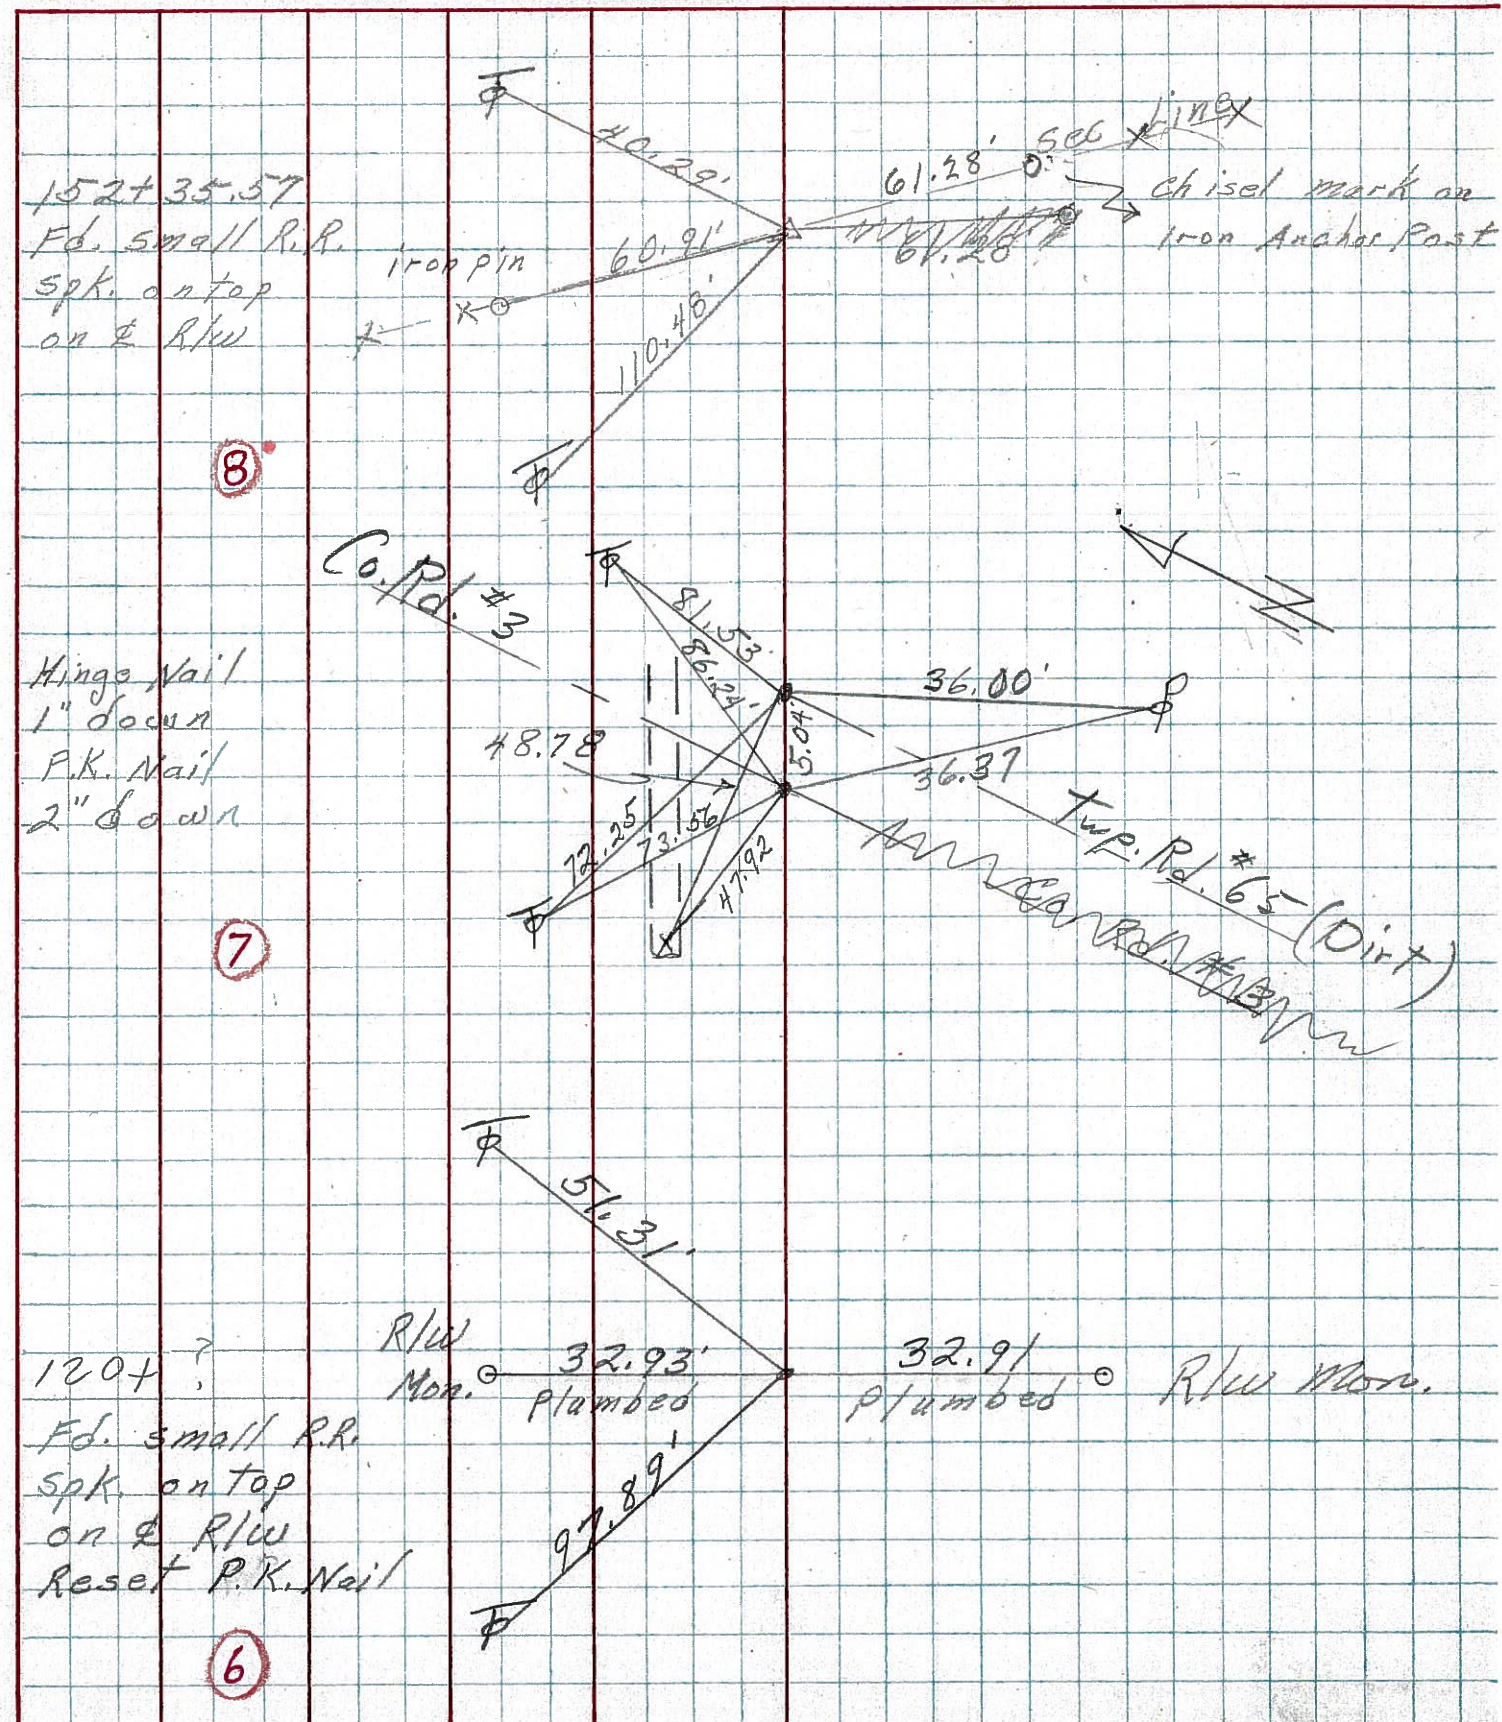 152+35.57
Fd. small R.R.
spk. on top
on ℄ R/W
40.29'
61.28'
Sec Line
Chisel mark on
Iron Anchor Post
61.28
60.91'
iron pin
110.48'
8
Co. Rd. #3
Hinge Nail
1" down
P.K. Nail
2" down
81.53'
86.24'
36.00'
5.04'
48.78
36.37
72.25
73.56
47.92
Twp. Rd. #65 (Dirt)
Co Rd. #3
7
51.31'
R/W
Mon.
32.93'
Plumbed
32.91
Plumbed
R/W Mon.
120+ ?
Fd. small R.R.
spk. on top
on ℄ R/W
Reset P.K. Nail
97.89'
6